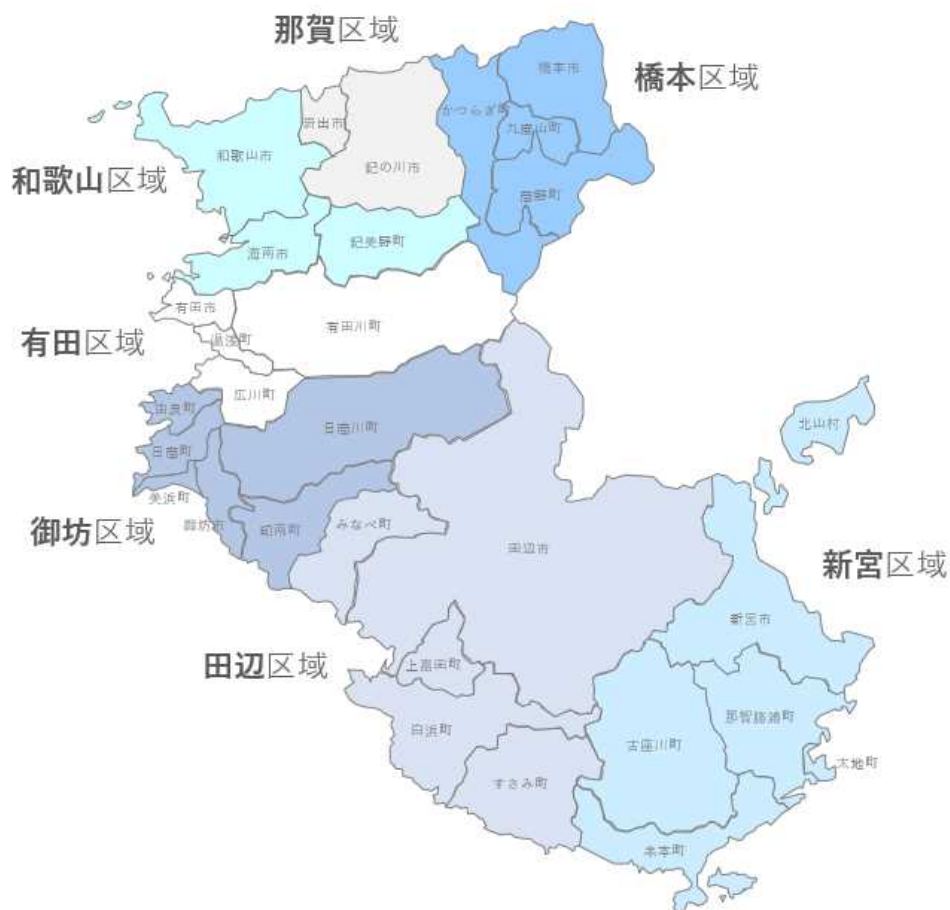 那賀区域
橋本区域
橋本市
かつらぎ町
岩出市
九度山町
和歌山市
紀の川市
和歌山区域
高野町
海南市
紀美野町
有田市
有田川町
有田区域
湯浅町
広川町
由良町
日高川町
北山村
日高町
美浜町
御坊区域
御坊市
印南町
みなべ町
田辺市
新宮区域
新宮市
田辺区域
上富田町
那智勝浦町
白浜町
古座川町
太地町
すさみ町
串本町